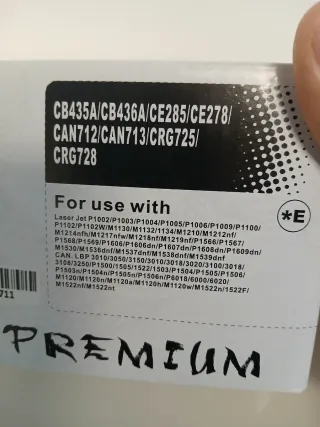 CB435A/CB436A/CE285/CE278/
CAN712/CAN713/CRG725/
CRG728
For use with
Laser Jet P1002/P1003/P1004/P1005/P1006/P1009/P1100/
P1102/P1102W/M1130/M1132/1134/M1210/M1212nf/
M1214nfh/M1217nfw/M1218nf/M1219nf/P1566/P1567/
P1568/P1569/P1606/P1606dn/P1607dn/P1608dn/P1609dn/
M1530/M1536dnf/M1537dnf/M1538dnf/M1539dnf
CAN. LBP 3010/3050/3150/3010/3018/3020/3100/3018/
3108/3250/P1500/1505/1522/1503/P1504/P1505/P1506/
P1503n/P1504n/P1505n/P1506n/P6018/6000/6020/
M1120/M1120n/M1120a/M1120h/M1120w/M1522n/1522F/
M1522nf/M1522nt
*E
711
PREMIUM